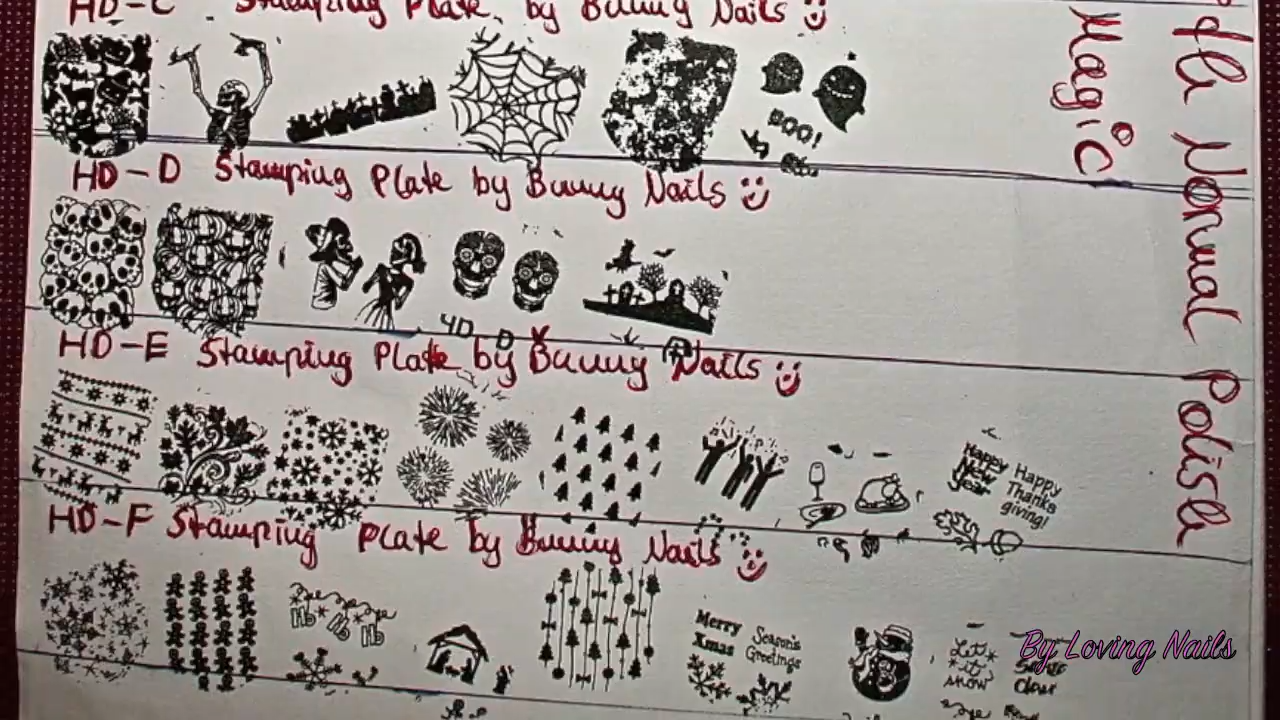 HD-C Stamping Plate by Bunny Nails
Magic
Normal Polish
BOO!
HD-D Stamping Plate by Bunny Nails
HD-E Stamping Plate by Bunny Nails
Happy
New
Year
Happy
Thanks
giving!
HD-F Stamping Plate by Bunny Nails
Merry
Xmas
Season's
Greetings
Let
it
snow
By Loving Nails